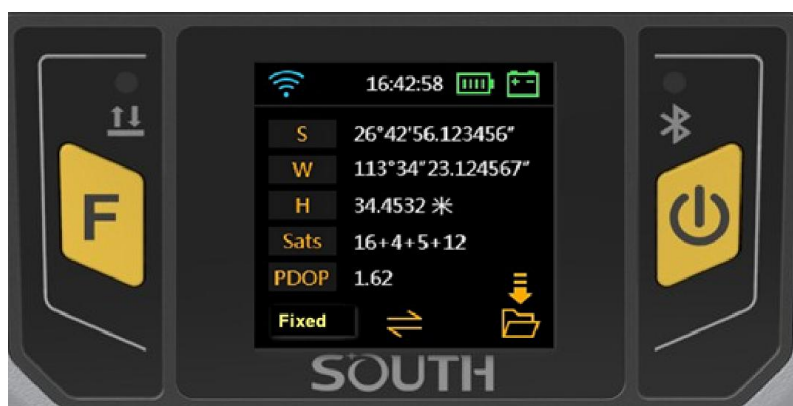 16:42:58
S 26°42'56.123456"
W 113°34"23.124567"
H 34.4532 米
Sats 16+4+5+12
PDOP 1.62
Fixed
F
SOUTH